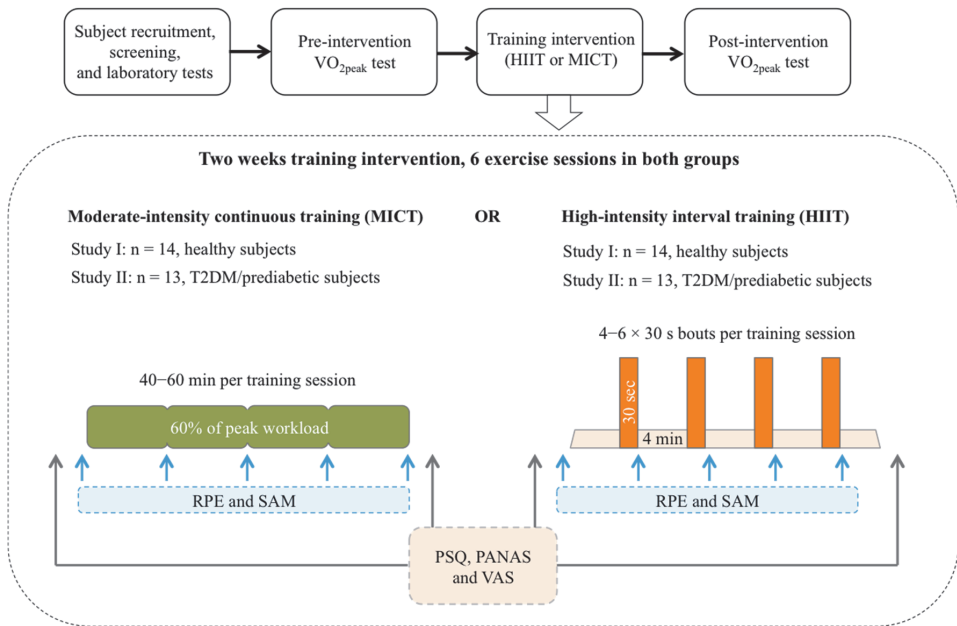 Subject recruitment,
screening,
and laboratory tests
Pre-intervention
VO2peak test
Training intervention
(HIIT or MICT)
Post-intervention
VO2peak test
Two weeks training intervention, 6 exercise sessions in both groups
Moderate-intensity continuous training (MICT)
Study I: n = 14, healthy subjects
Study II: n = 13, T2DM/prediabetic subjects
OR
High-intensity interval training (HIIT)
Study I: n = 14, healthy subjects
Study II: n = 13, T2DM/prediabetic subjects
40–60 min per training session
60% of peak workload
RPE and SAM
4–6 × 30 s bouts per training session
30 sec
4 min
RPE and SAM
PSQ, PANAS
and VAS